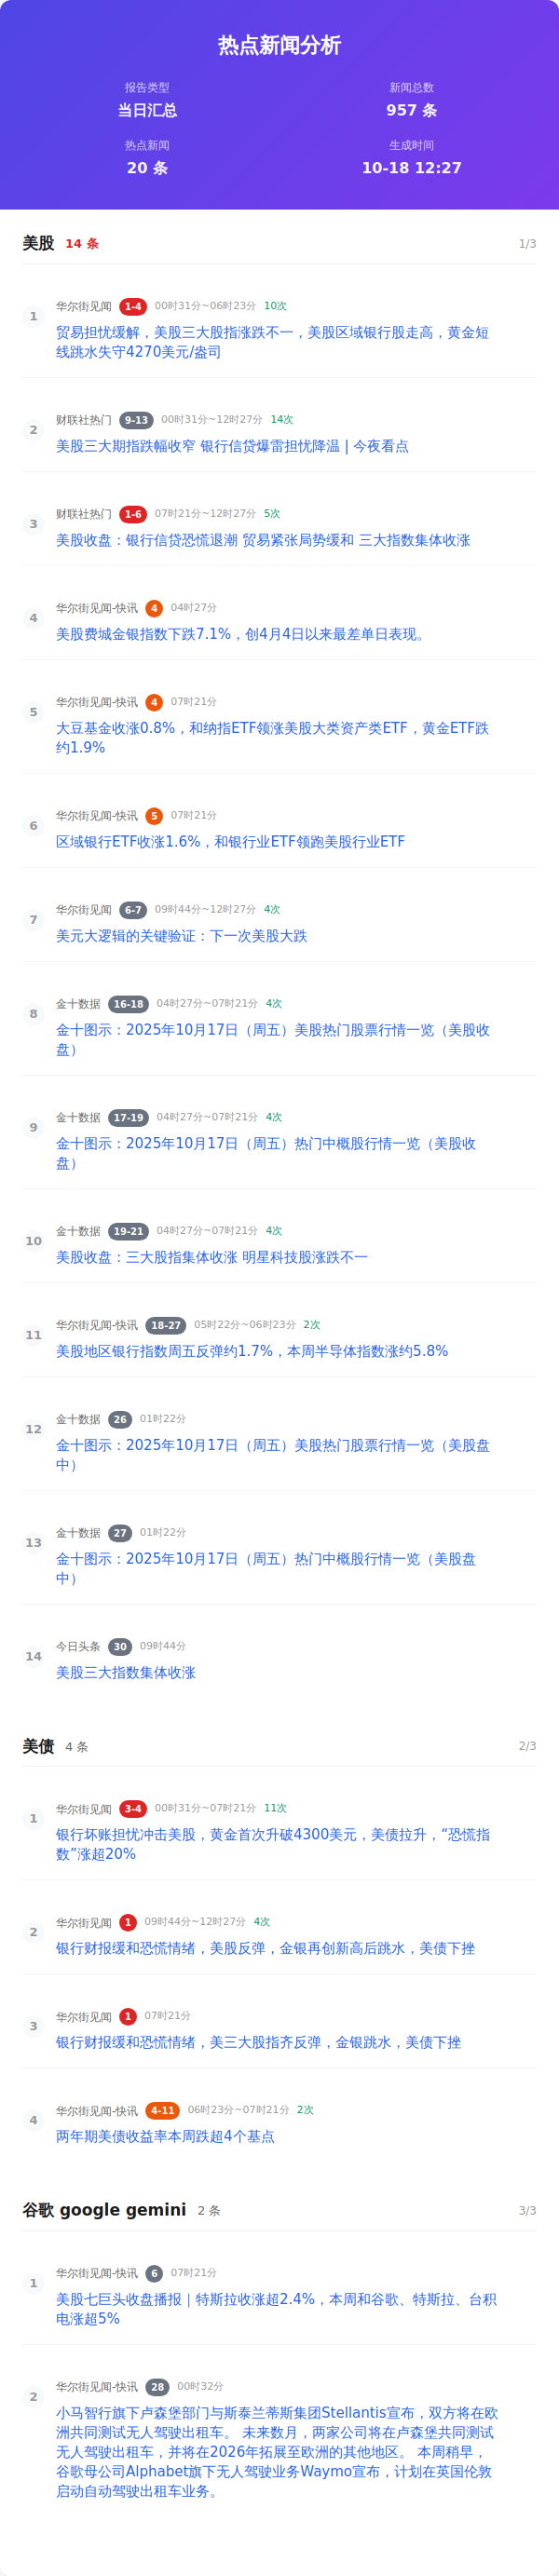 热点新闻分析
报告类型
新闻总数
当日汇总
957 条
热点新闻
生成时间
20 条
10-18 12:27
美股 14 条 1/3
1
华尔街见闻 1-4 00时31分~06时23分 10次
贸易担忧缓解，美股三大股指涨跌不一，美股区域银行股走高，黄金短
线跳水失守4270美元/盎司
2
财联社热门 9-13 00时31分~12时27分 14次
美股三大期指跌幅收窄 银行信贷爆雷担忧降温 | 今夜看点
3
财联社热门 1-6 07时21分~12时27分 5次
美股收盘：银行信贷恐慌退潮 贸易紧张局势缓和 三大指数集体收涨
4
华尔街见闻-快讯 4 04时27分
美股费城金银指数下跌7.1%，创4月4日以来最差单日表现。
5
华尔街见闻-快讯 4 07时21分
大豆基金收涨0.8%，和纳指ETF领涨美股大类资产类ETF，黄金ETF跌
约1.9%
6
华尔街见闻-快讯 5 07时21分
区域银行ETF收涨1.6%，和银行业ETF领跑美股行业ETF
7
华尔街见闻 6-7 09时44分~12时27分 4次
美元大逻辑的关键验证：下一次美股大跌
8
金十数据 16-18 04时27分~07时21分 4次
金十图示：2025年10月17日（周五）美股热门股票行情一览（美股收
盘）
9
金十数据 17-19 04时27分~07时21分 4次
金十图示：2025年10月17日（周五）热门中概股行情一览（美股收
盘）
10
金十数据 19-21 04时27分~07时21分 4次
美股收盘：三大股指集体收涨 明星科技股涨跌不一
11
华尔街见闻-快讯 18-27 05时22分~06时23分 2次
美股地区银行指数周五反弹约1.7%，本周半导体指数涨约5.8%
12
金十数据 26 01时22分
金十图示：2025年10月17日（周五）美股热门股票行情一览（美股盘
中）
13
金十数据 27 01时22分
金十图示：2025年10月17日（周五）热门中概股行情一览（美股盘
中）
14
今日头条 30 09时44分
美股三大指数集体收涨
美债 4 条 2/3
1
华尔街见闻 3-4 00时31分~07时21分 11次
银行坏账担忧冲击美股，黄金首次升破4300美元，美债拉升，“恐慌指
数”涨超20%
2
华尔街见闻 1 09时44分~12时27分 4次
银行财报缓和恐慌情绪，美股反弹，金银再创新高后跳水，美债下挫
3
华尔街见闻 1 07时21分
银行财报缓和恐慌情绪，美三大股指齐反弹，金银跳水，美债下挫
4
华尔街见闻-快讯 4-11 06时23分~07时21分 2次
两年期美债收益率本周跌超4个基点
谷歌 google gemini 2 条 3/3
1
华尔街见闻-快讯 6 07时21分
美股七巨头收盘播报｜特斯拉收涨超2.4%，本周和谷歌、特斯拉、台积
电涨超5%
2
华尔街见闻-快讯 28 00时32分
小马智行旗下卢森堡部门与斯泰兰蒂斯集团Stellantis宣布，双方将在欧
洲共同测试无人驾驶出租车。 未来数月，两家公司将在卢森堡共同测试
无人驾驶出租车，并将在2026年拓展至欧洲的其他地区。 本周稍早，
谷歌母公司Alphabet旗下无人驾驶业务Waymo宣布，计划在英国伦敦
启动自动驾驶出租车业务。